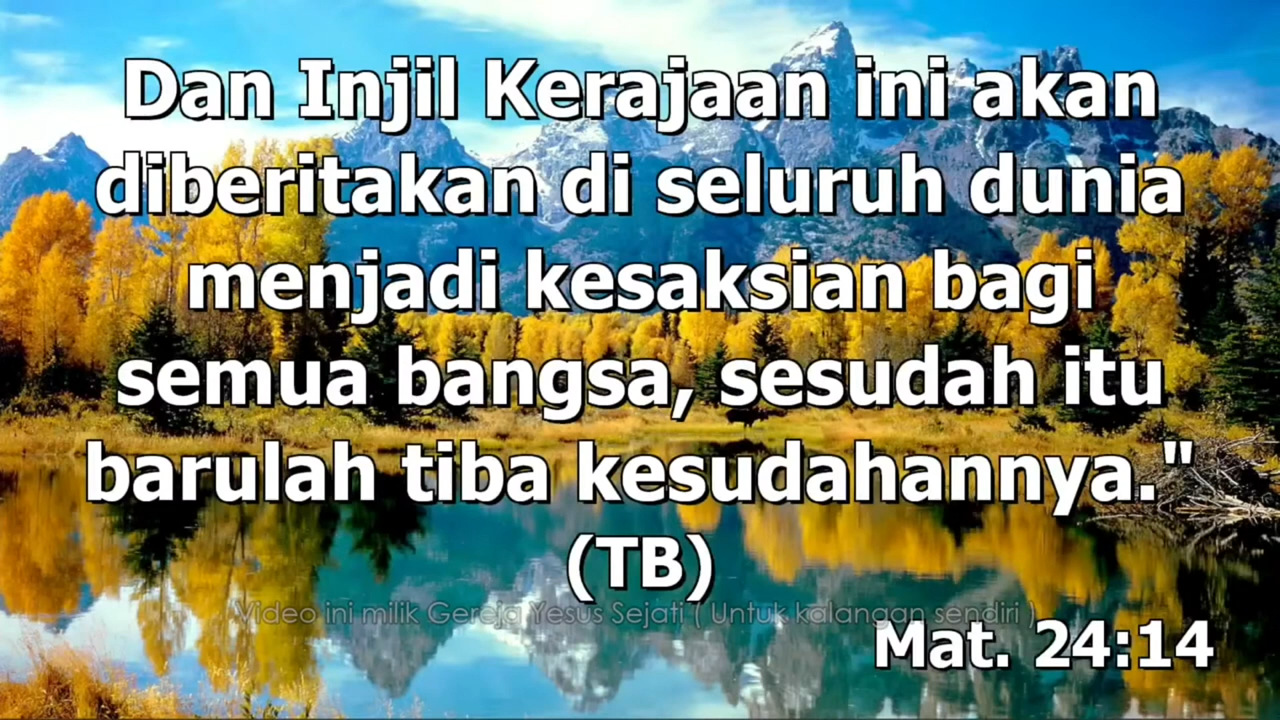 Dan Injil Kerajaan ini akan
diberitakan di seluruh dunia
menjadi kesaksian bagi
semua bangsa, sesudah itu
barulah tiba kesudahannya."
(TB)
Video ini milik Gereja Yesus Sejati ( Untuk kalangan sendiri )
Mat. 24:14